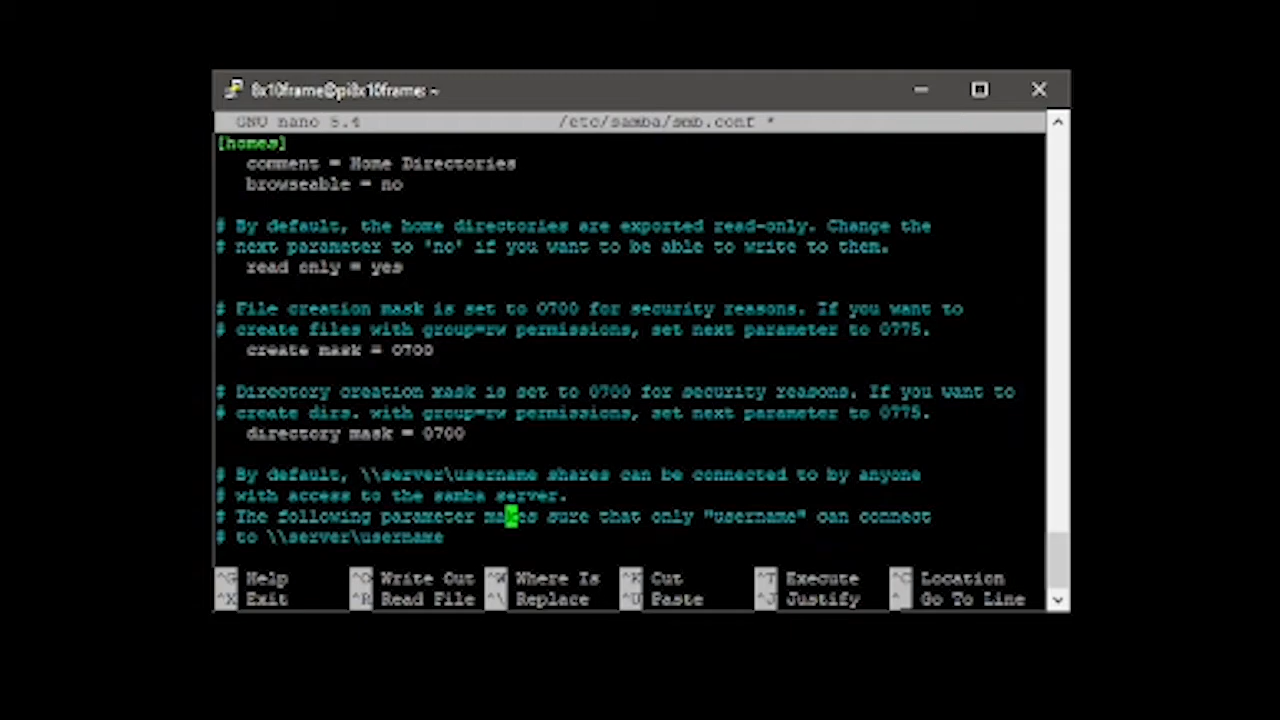 8x10frame@pi8x10frame: ~
GNU nano 5.4 /etc/samba/smb.conf *
[homes]
comment = Home Directories
browseable = no
# By default, the home directories are exported read-only. Change the
# next parameter to 'no' if you want to be able to write to them.
read only = yes
# File creation mask is set to 0700 for security reasons. If you want to
# create files with group=rw permissions, set next parameter to 0775.
create mask = 0700
# Directory creation mask is set to 0700 for security reasons. If you want to
# create dirs. with group=rw permissions, set next parameter to 0775.
directory mask = 0700
# By default, \\server\username shares can be connected to by anyone
# with access to the samba server.
# The following parameter makes sure that only "username" can connect
# to \\server\username
^G Help ^O Write Out ^W Where Is ^K Cut ^T Execute ^C Location
^X Exit ^R Read File ^\ Replace ^U Paste ^J Justify ^_ Go To Line